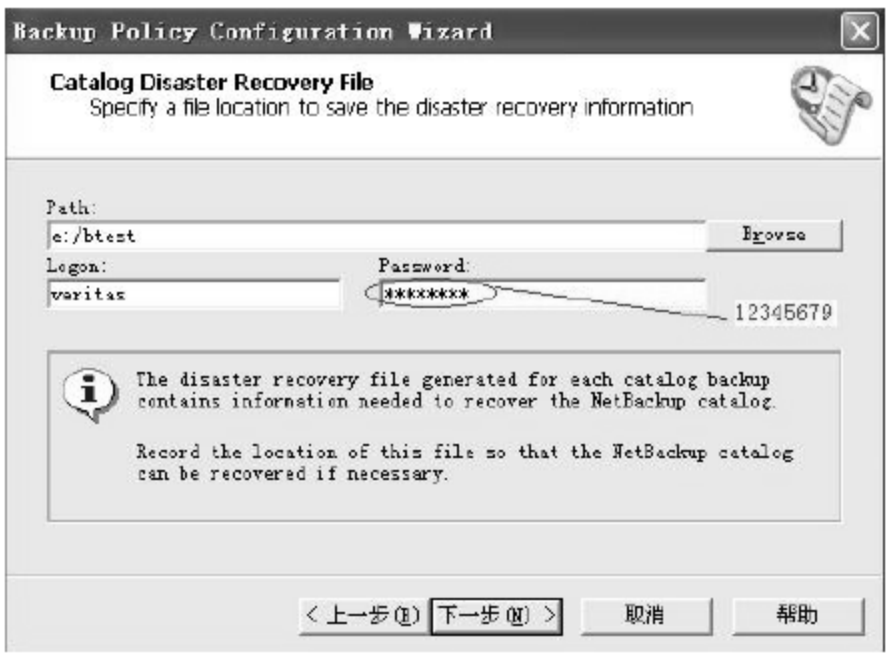 Backup Policy Configuration Wizard
Catalog Disaster Recovery File
Specify a file location to save the disaster recovery information
Path:
e:/btest
Browse
Logon:
Password:
veritas
********
12345679
The disaster recovery file generated for each catalog backup
contains information needed to recover the NetBackup catalog.
Record the location of this file so that the NetBackup catalog
can be recovered if necessary.
< 上一步(B)
下一步(N) >
取消
帮助